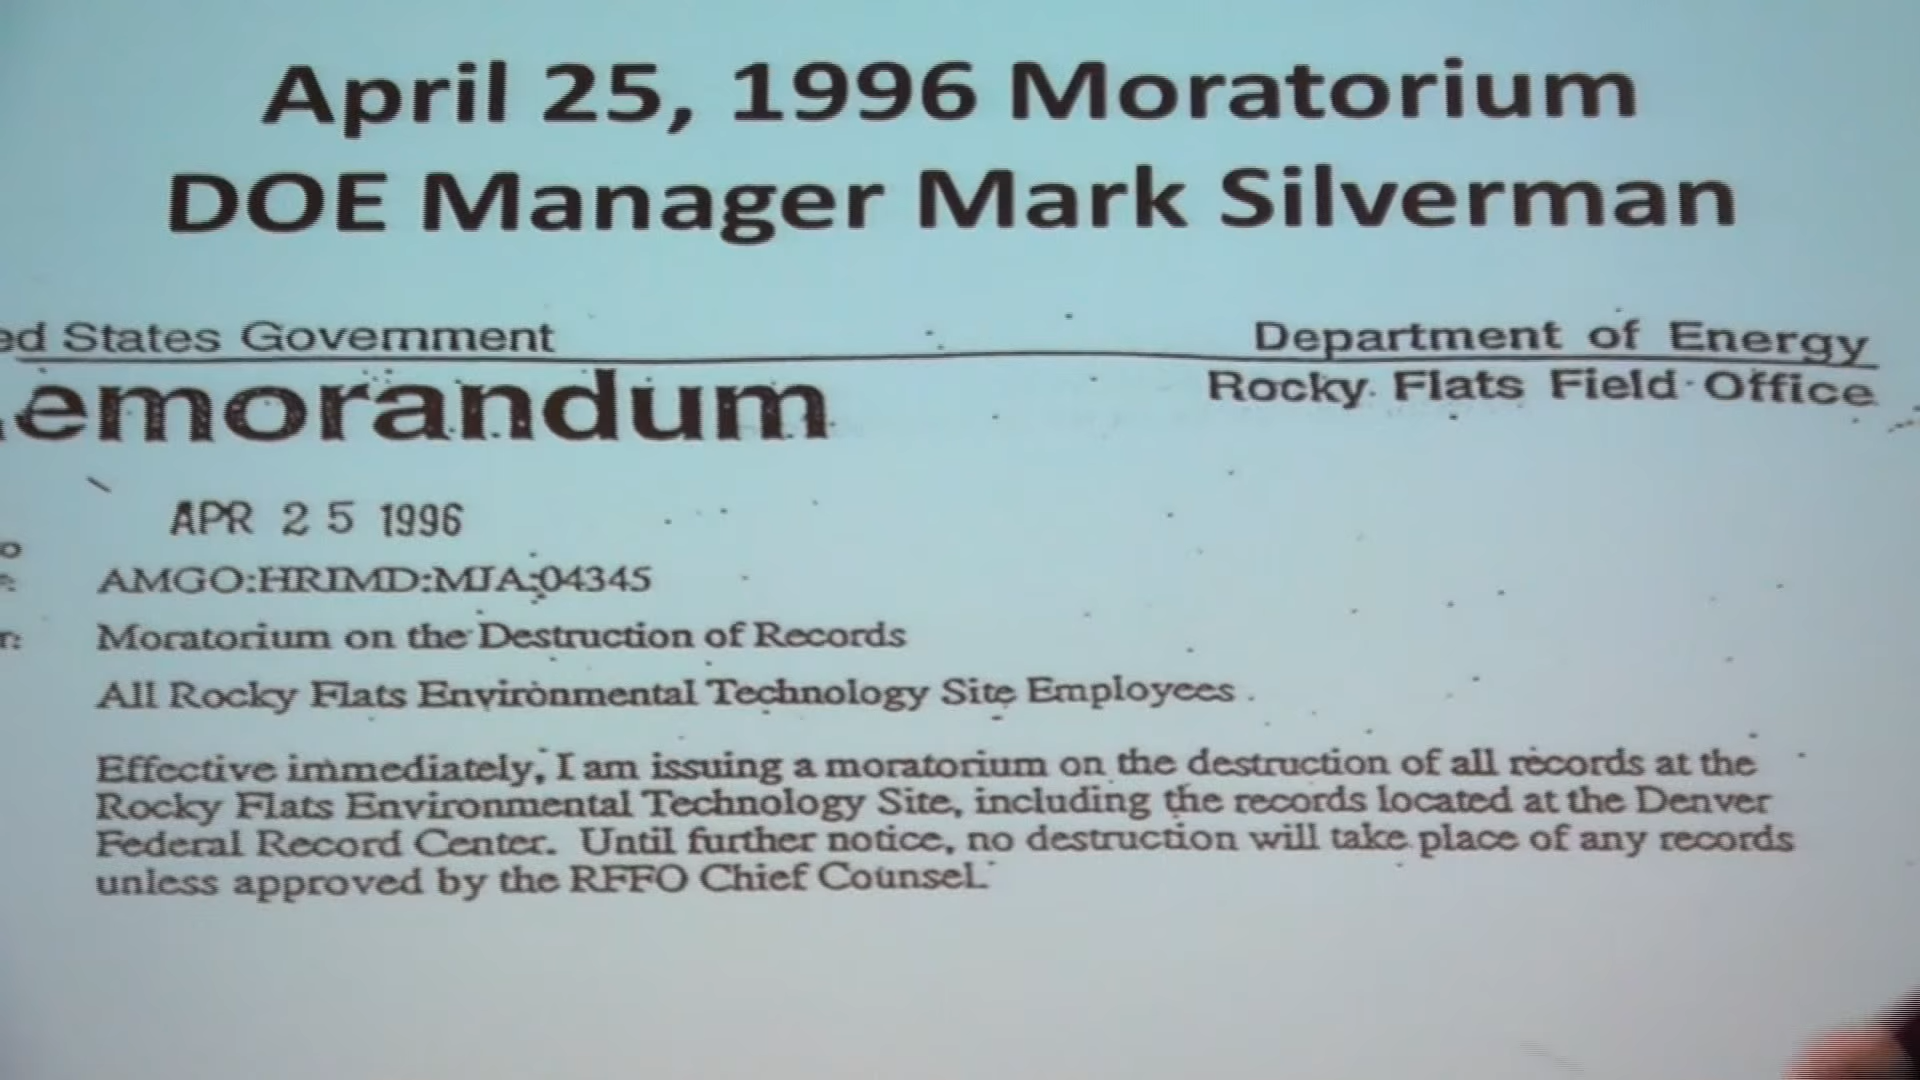 April 25, 1996 Moratorium
DOE Manager Mark Silverman
ed States Government
Department of Energy
emorandum
Rocky Flats Field Office
APR 25 1996
AMGO:HRIMD:MJA:04345
Moratorium on the Destruction of Records
All Rocky Flats Environmental Technology Site Employees
Effective immediately, I am issuing a moratorium on the destruction of all records at the
Rocky Flats Environmental Technology Site, including the records located at the Denver
Federal Record Center. Until further notice, no destruction will take place of any records
unless approved by the RFFO Chief Counsel.